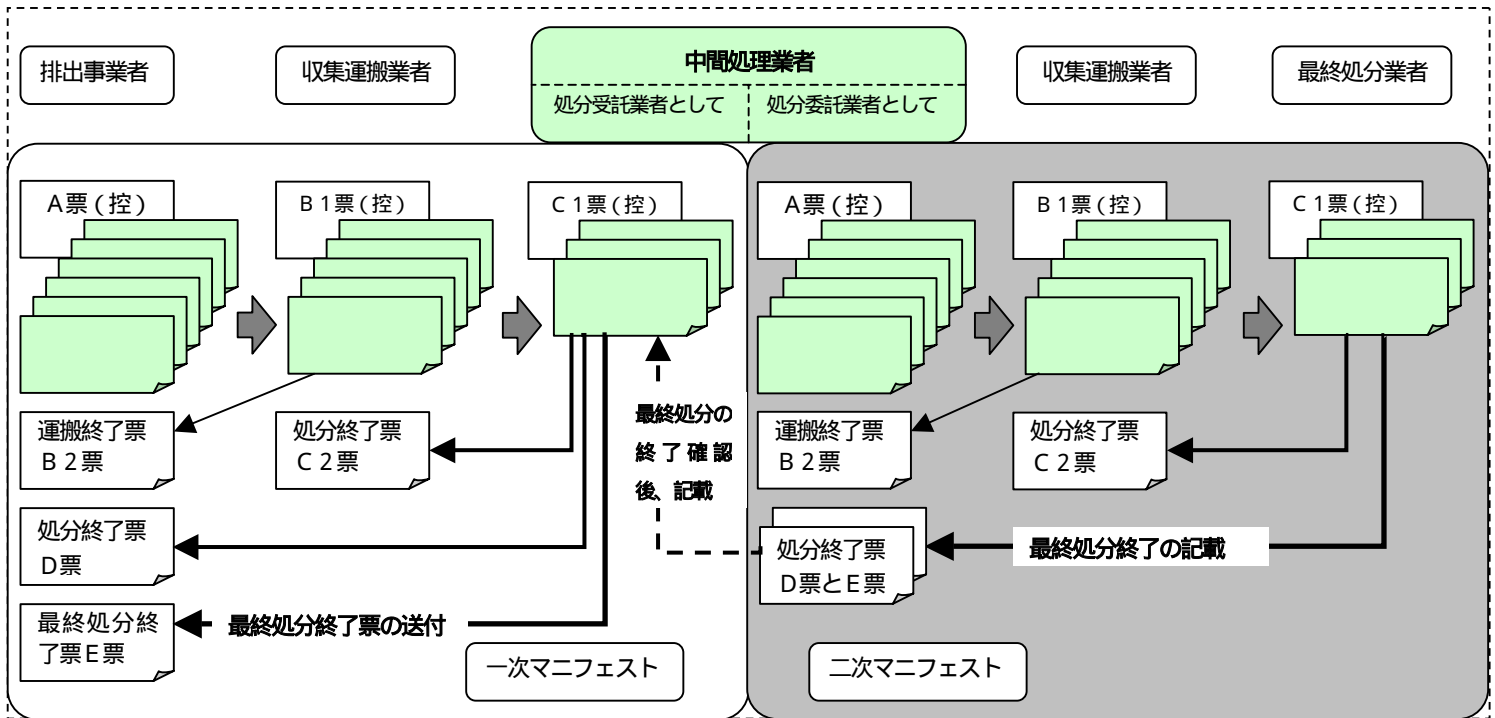 排出事業者
収集運搬業者
中間処理業者
処分受託業者として
処分委託業者として
収集運搬業者
最終処分業者
A票(控)
B1票(控)
C1票(控)
A票(控)
B1票(控)
C1票(控)
運搬終了票
B2票
処分終了票
C2票
最終処分の
終了確認
後、記載
運搬終了票
B2票
処分終了票
C2票
処分終了票
D票
処分終了票
D票とE票
最終処分終了の記載
最終処分終
了票E票
最終処分終了票の送付
一次マニフェスト
二次マニフェスト